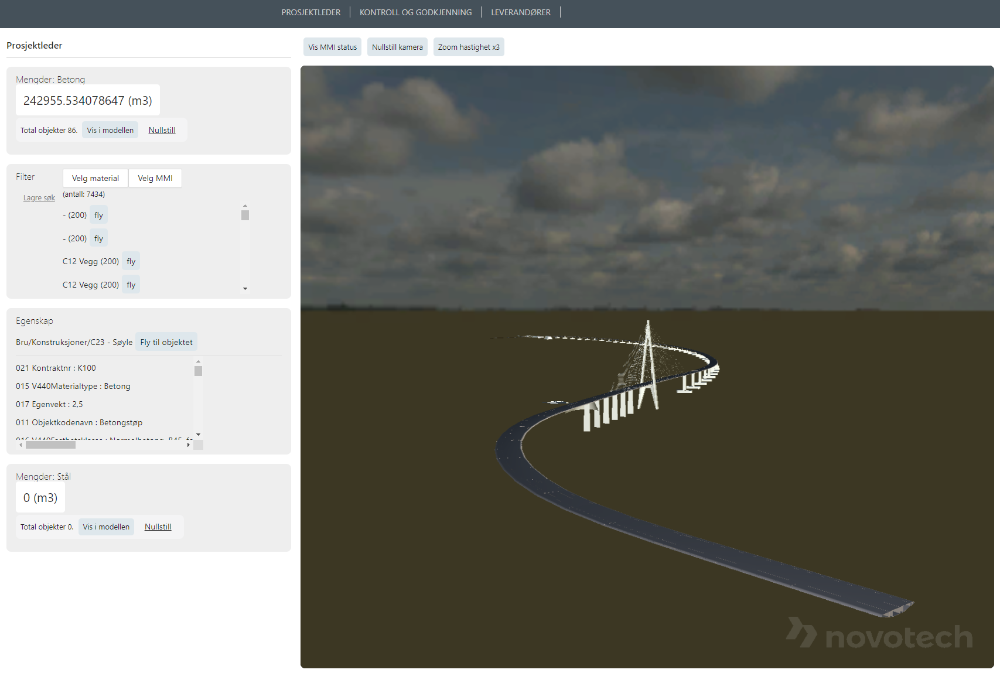 PROSJEKTLEDER
KONTROLL OG GODKJENNING
LEVERANDØRER
Prosjektleder
Vis MMI status
Nullstill kamera
Zoom hastighet x3
Mengder: Betong
242955.534078647 (m3)
Total objekter 86.
Vis i modellen
Nullstill
Filter
Velg material
Velg MMI
Lagre søk
(antall: 7434)
- (200) fly
- (200) fly
C12 Vegg (200) fly
C12 Vegg (200) fly
Egenskap
Bru/Konstruksjoner/C23 - Søyle
Fly til objektet
021 Kontraktnr : K100
015 V440Materialtype : Betong
017 Egenvekt : 2,5
011 Objektkodenavn : Betongstøp
Mengder: Stål
0 (m3)
Total objekter 0.
Vis i modellen
Nullstill
novotech